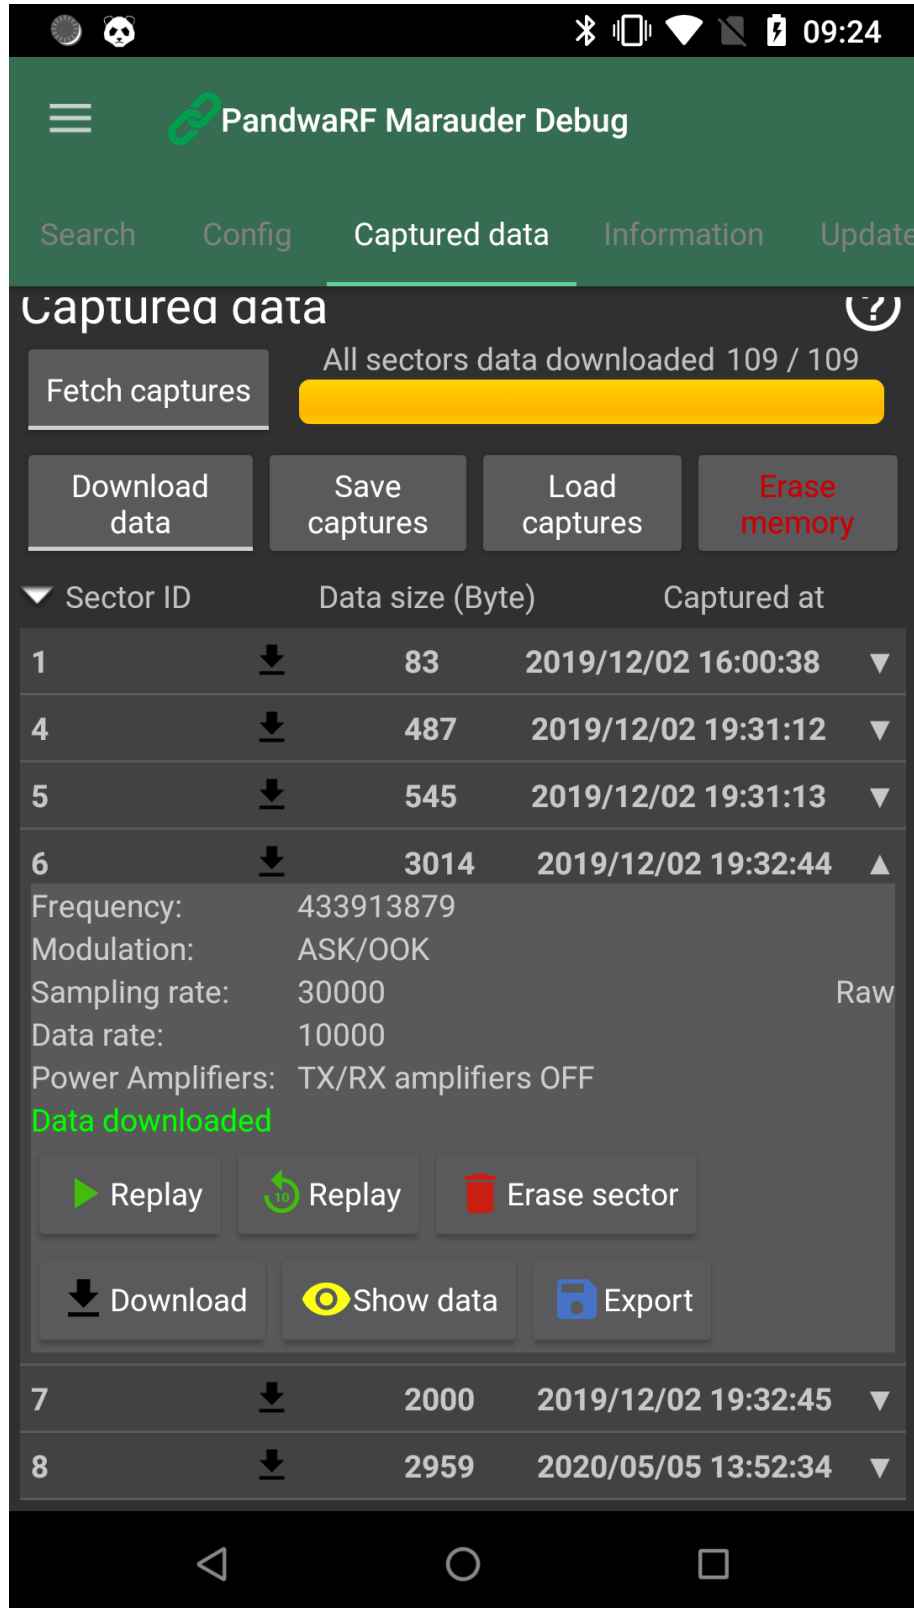 09:24
PandwaRF Marauder Debug
Search Config Captured data Information Update
Captured data ?
All sectors data downloaded 109 / 109
Fetch captures
Download data
Save captures
Load captures
Erase memory
Sector ID Data size (Byte) Captured at
1 83 2019/12/02 16:00:38
4 487 2019/12/02 19:31:12
5 545 2019/12/02 19:31:13
6 3014 2019/12/02 19:32:44
Frequency: 433913879
Modulation: ASK/OOK
Sampling rate: 30000 Raw
Data rate: 10000
Power Amplifiers: TX/RX amplifiers OFF
Data downloaded
Replay 10 Replay Erase sector
Download Show data Export
7 2000 2019/12/02 19:32:45
8 2959 2020/05/05 13:52:34